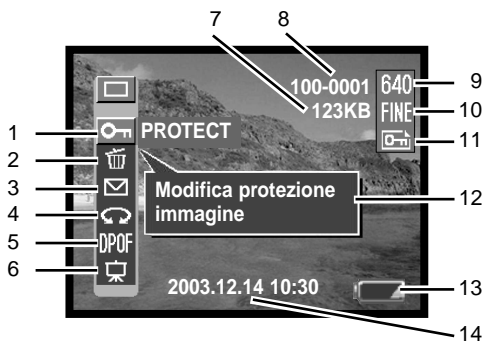 7
8
100-0001
640
9
123KB
FINE
10
1
PROTECT
11
2
3
Modifica protezione
immagine
12
4
5
DPOF
6
2003.12.14 10:30
13
14